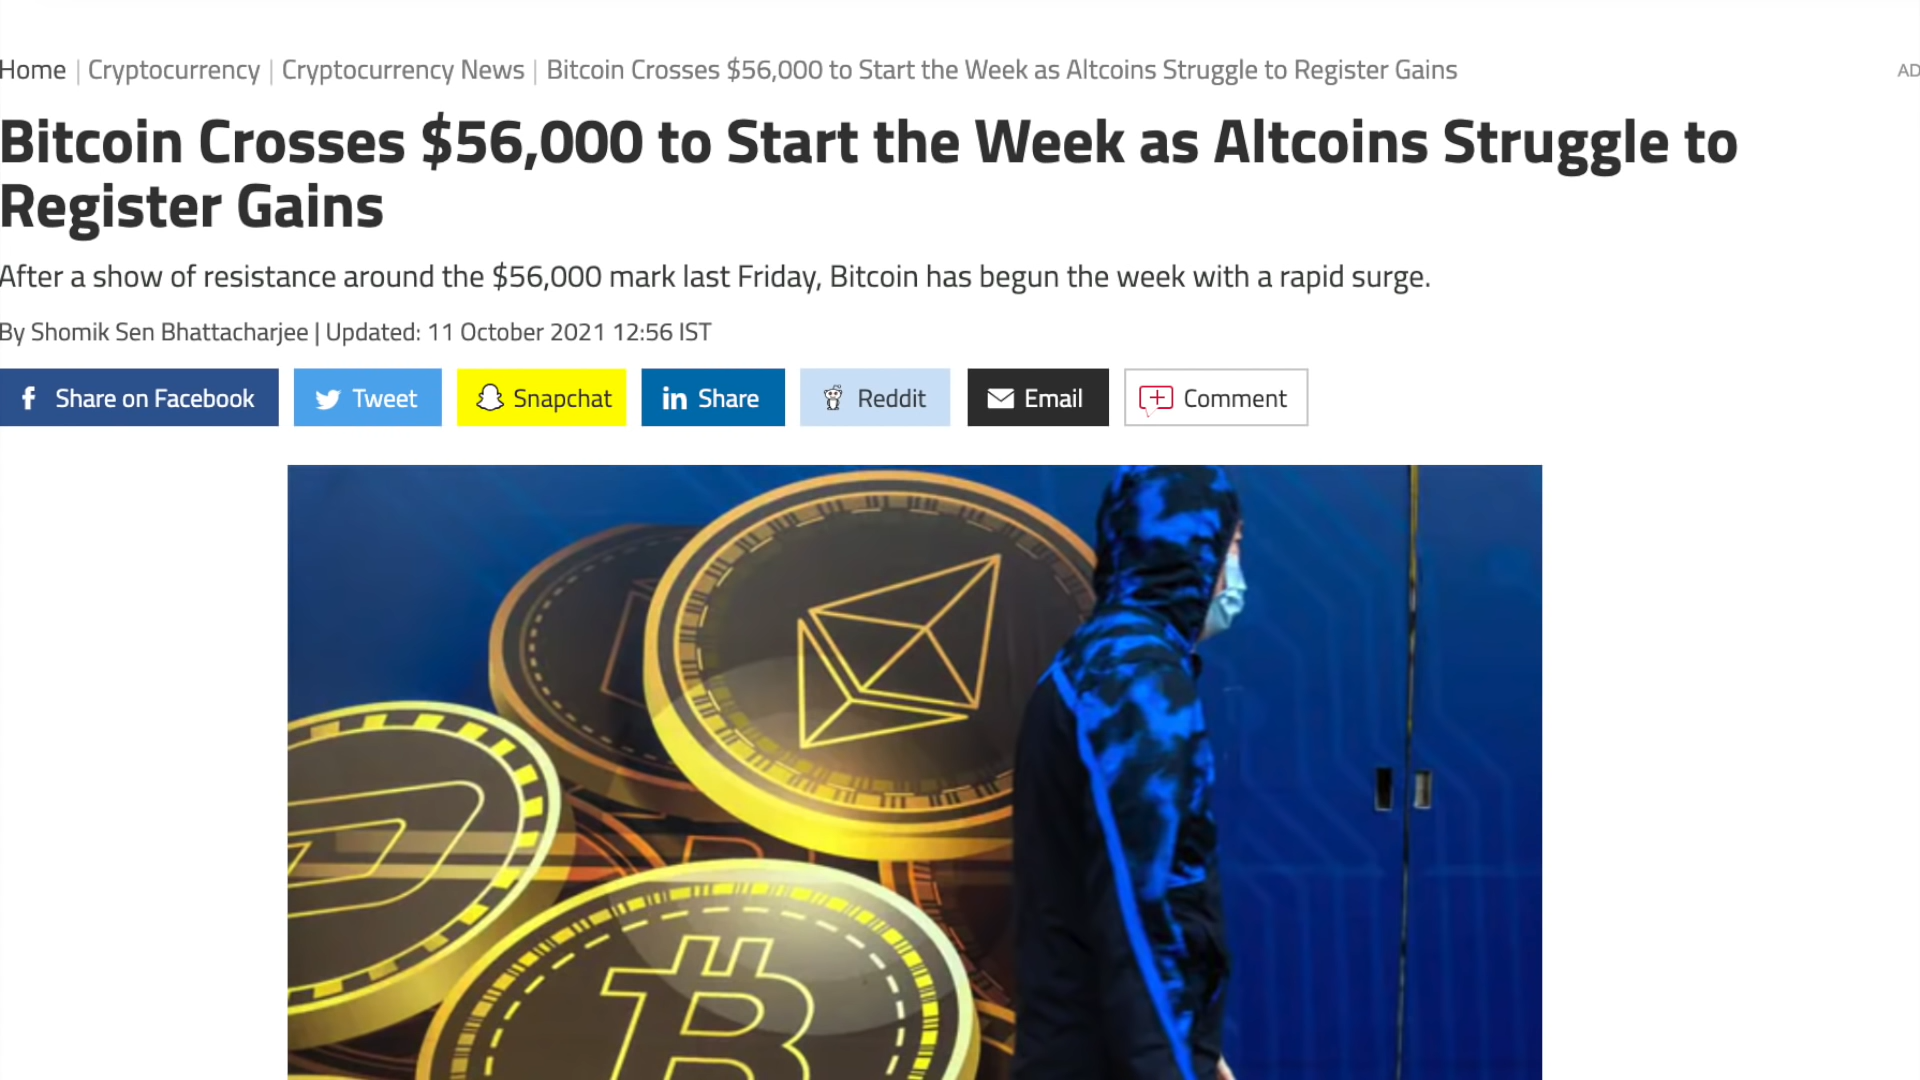 Home | Cryptocurrency | Cryptocurrency News | Bitcoin Crosses $56,000 to Start the Week as Altcoins Struggle to Register Gains
AD
Bitcoin Crosses $56,000 to Start the Week as Altcoins Struggle to
Register Gains
After a show of resistance around the $56,000 mark last Friday, Bitcoin has begun the week with a rapid surge.
By Shomik Sen Bhattacharjee | Updated: 11 October 2021 12:56 IST
Share on Facebook Tweet Snapchat in Share Reddit Email Comment